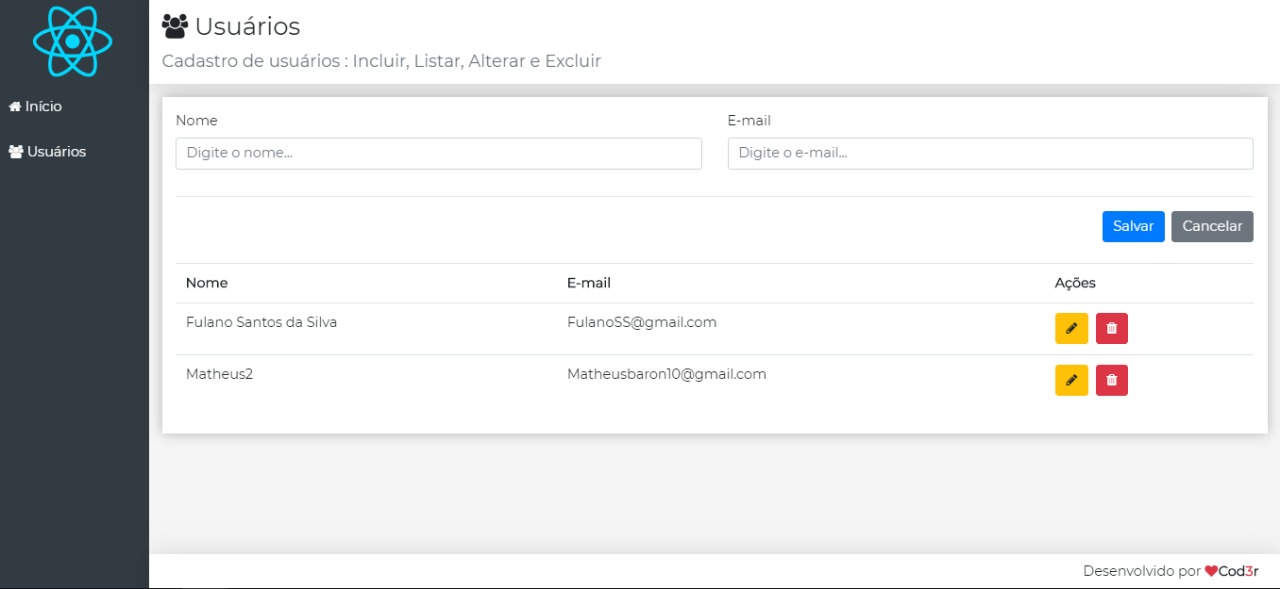 Usuários
Cadastro de usuários : Incluir, Listar, Alterar e Excluir
Início
Usuários
Nome E-mail
Digite o nome... Digite o e-mail...
Salvar Cancelar
Nome E-mail Ações
Fulano Santos da Silva FulanoSS@gmail.com
Matheus2 Matheusbaron10@gmail.com
Desenvolvido por Cod3r